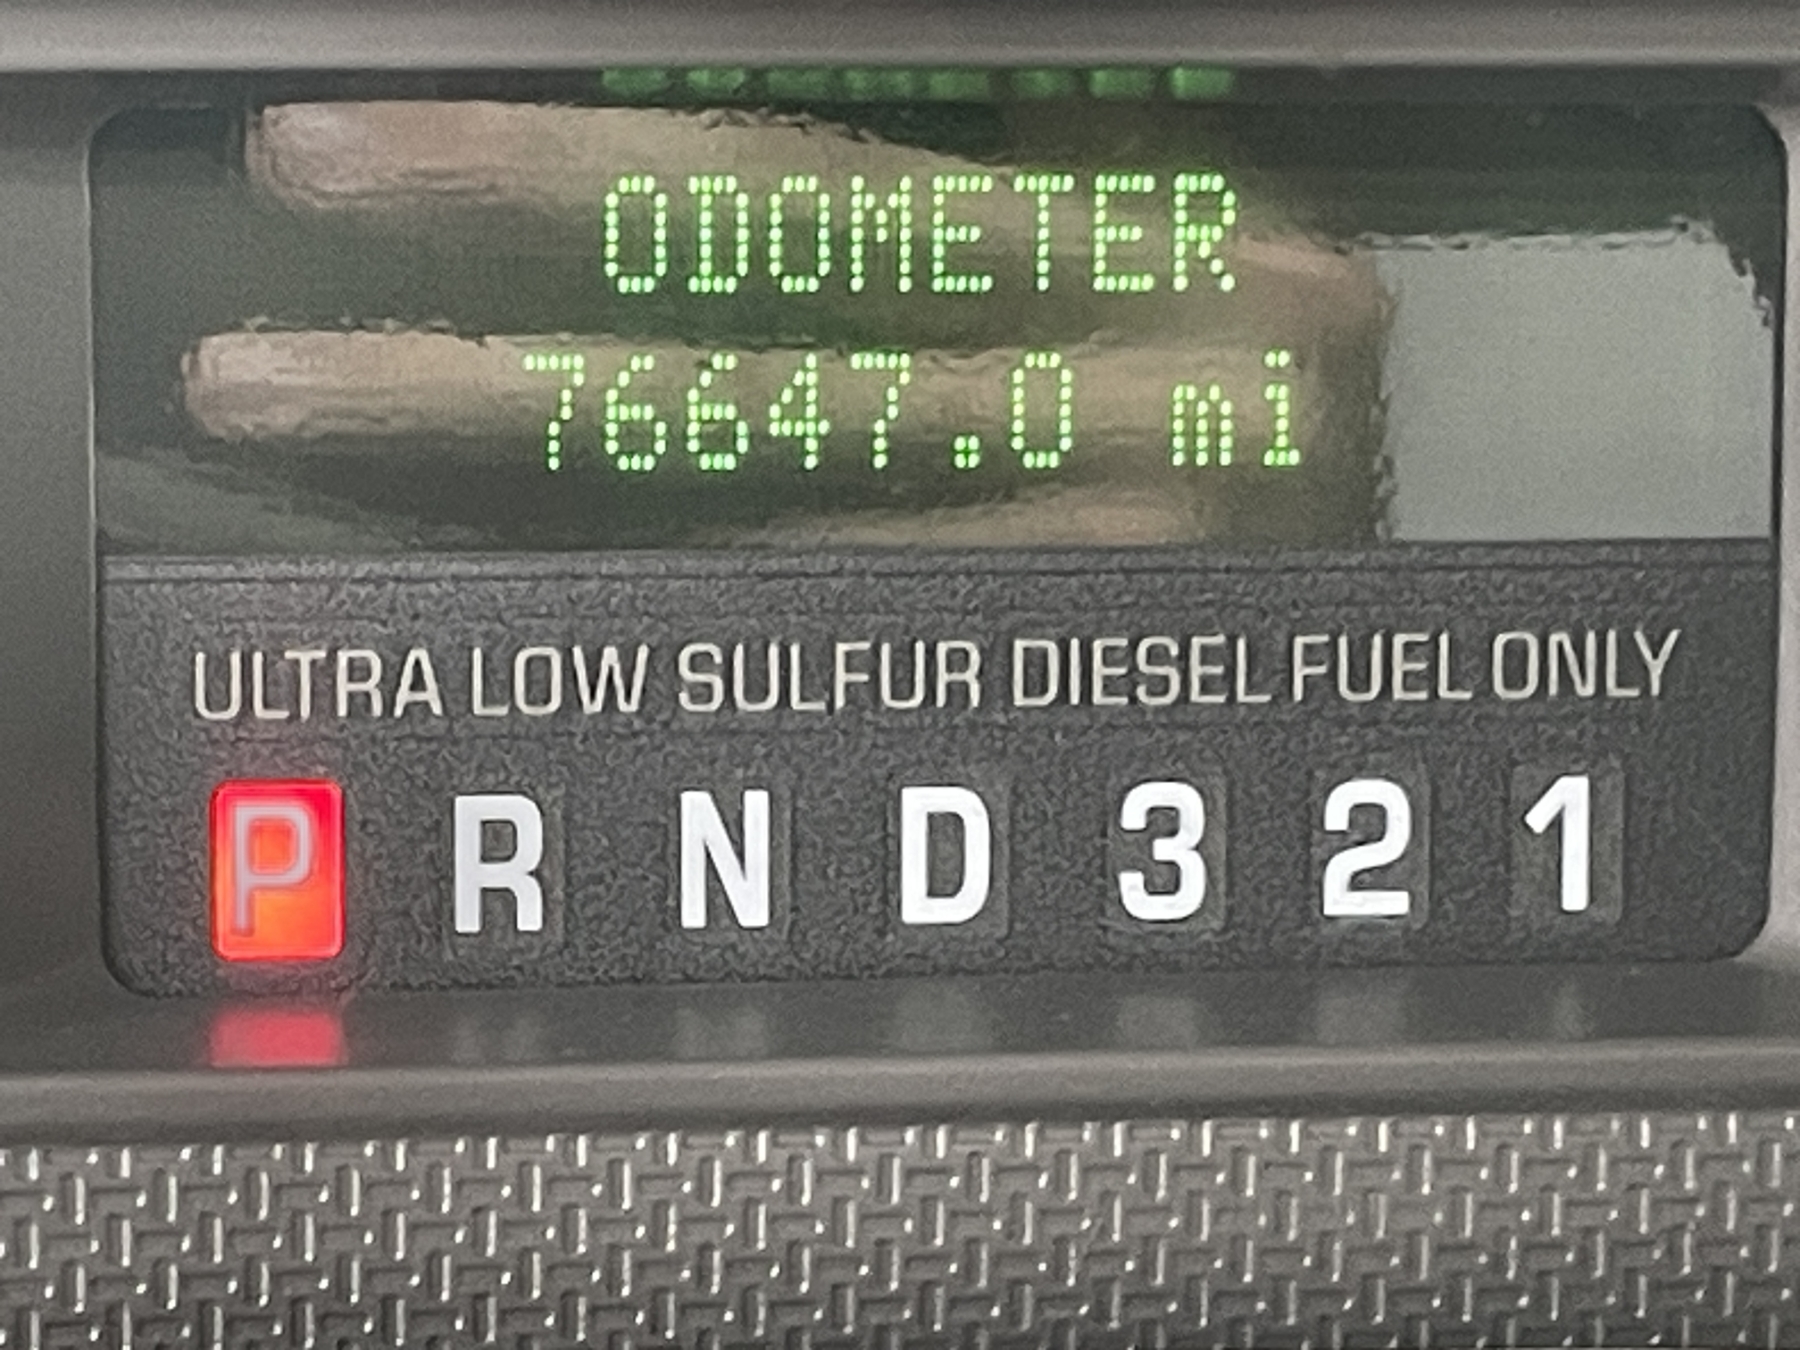 ODOMETER
76647.0 mi
ULTRA LOW SULFUR DIESEL FUEL ONLY
P R N D 3 2 1